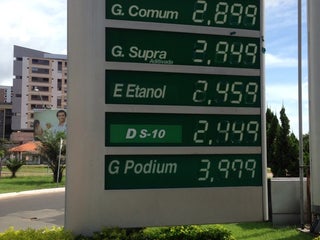 G. Comum 2,899
G. Supra 2,949
Aditivada
E Etanol 2,459
D S-10 2,449
G Podium 3,999